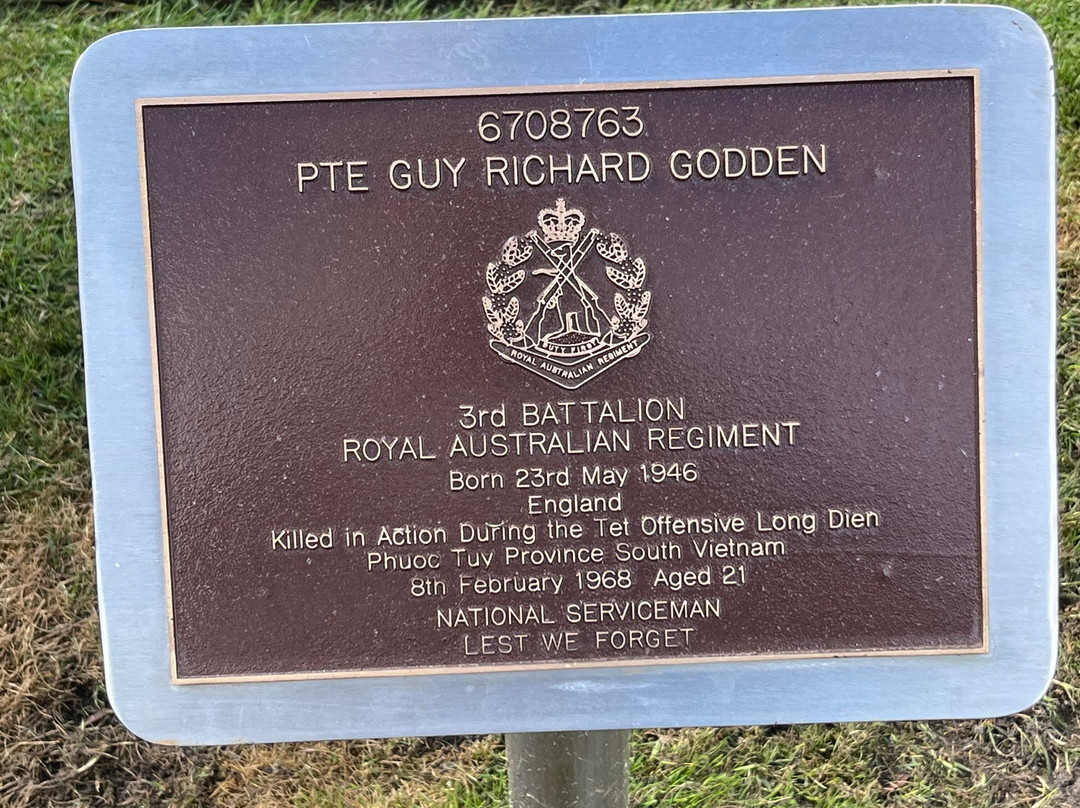 6708763
PTE GUY RICHARD GODDEN
DUTY FIRST
ROYAL AUSTRALIAN REGIMENT
3rd BATTALION
ROYAL AUSTRALIAN REGIMENT
Born 23rd May 1946
England
Killed in Action During the Tet Offensive Long Dien
Phuoc Tuy Province South Vietnam
8th February 1968 Aged 21
NATIONAL SERVICEMAN
LEST WE FORGET